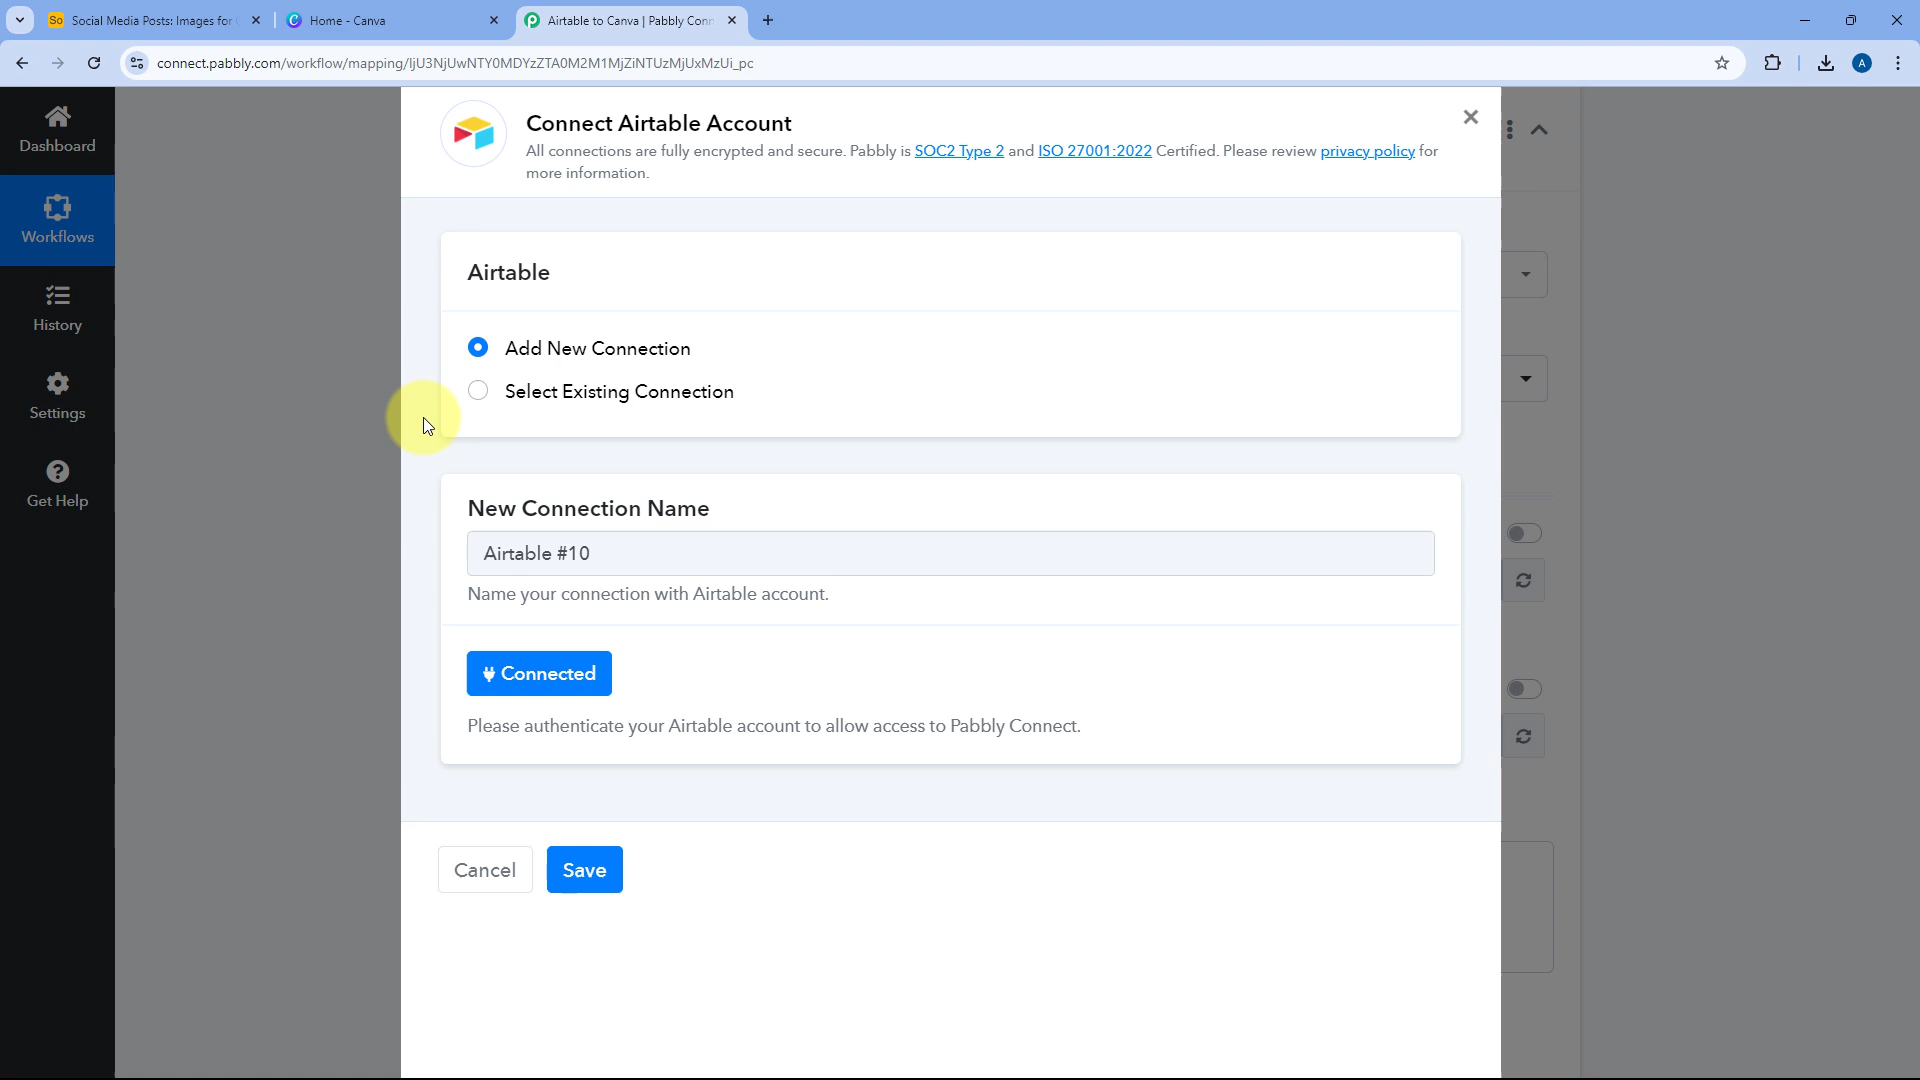 Social Media Posts: Images for
Home - Canva
Airtable to Canva | Pabbly Conn
connect.pabbly.com/workflow/mapping/IjU3NjUwNTY0MDYzZTA0M2M1MjZiNTUzMjUxMzUi_pc
A
Dashboard
Workflows
History
Settings
Get Help
Connect Airtable Account
All connections are fully encrypted and secure. Pabbly is SOC2 Type 2 and ISO 27001:2022 Certified. Please review privacy policy for
more information.
Airtable
Add New Connection
Select Existing Connection
New Connection Name
Airtable #10
Name your connection with Airtable account.
Connected
Please authenticate your Airtable account to allow access to Pabbly Connect.
Cancel
Save